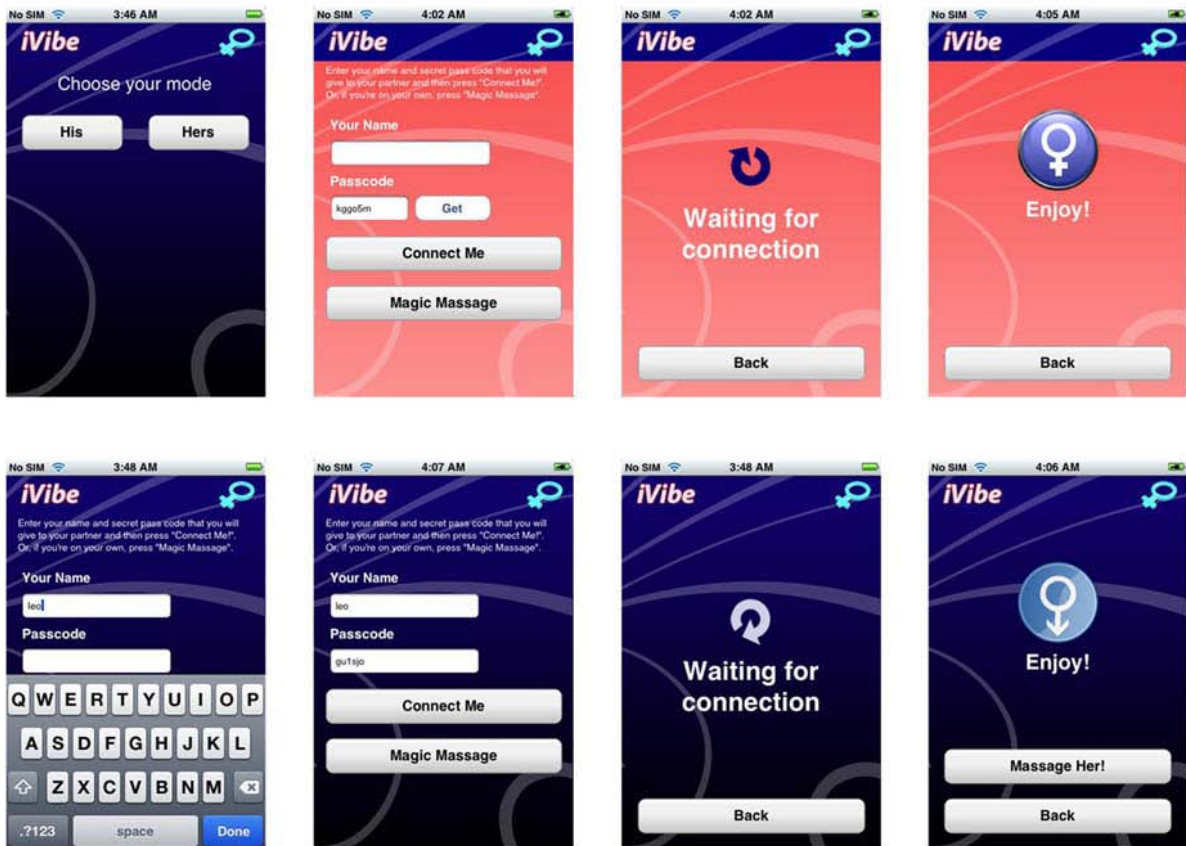 No SIM 3:46 AM
iVibe
Choose your mode
His Hers
No SIM 4:02 AM
iVibe
Enter your name and secret pass code that you will
give to your partner and then press "Connect Me!".
Or, if you're on your own, press "Magic Massage".
Your Name
Passcode
kggo5m Get
Connect Me
Magic Massage
No SIM 4:02 AM
iVibe
Waiting for
connection
Back
No SIM 4:05 AM
iVibe
Enjoy!
Back
No SIM 3:48 AM
iVibe
Enter your name and secret pass code that you will
give to your partner and then press "Connect Me!".
Or, if you're on your own, press "Magic Massage".
Your Name
leo
Passcode
Q W E R T Y U I O P
A S D F G H J K L
Z X C V B N M
.?123 space Done
No SIM 4:07 AM
iVibe
Enter your name and secret pass code that you will
give to your partner and then press "Connect Me!".
Or, if you're on your own, press "Magic Massage".
Your Name
leo
Passcode
gu1sjo
Connect Me
Magic Massage
No SIM 3:48 AM
iVibe
Waiting for
connection
Back
No SIM 4:06 AM
iVibe
Enjoy!
Massage Her!
Back